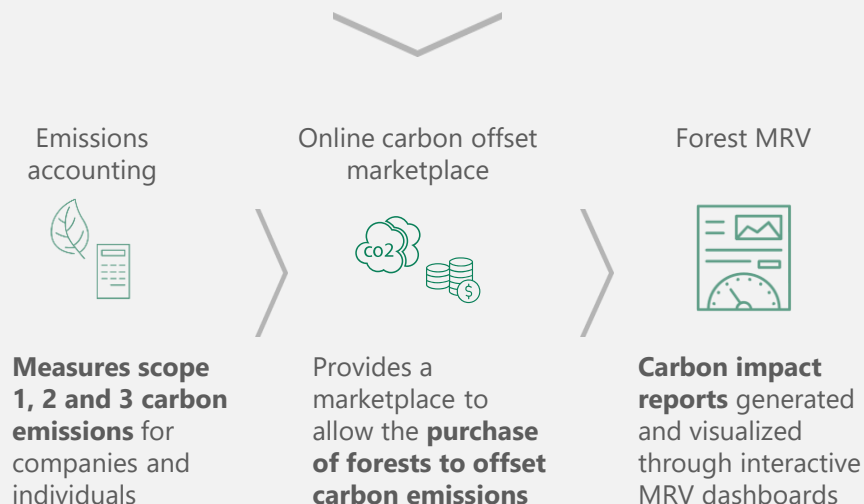 Emissions
accounting
Online carbon offset
marketplace
Forest MRV
co2
$
Measures scope
1, 2 and 3 carbon
emissions for
companies and
individuals
Provides a
marketplace to
allow the purchase
of forests to offset
carbon emissions
Carbon impact
reports generated
and visualized
through interactive
MRV dashboards